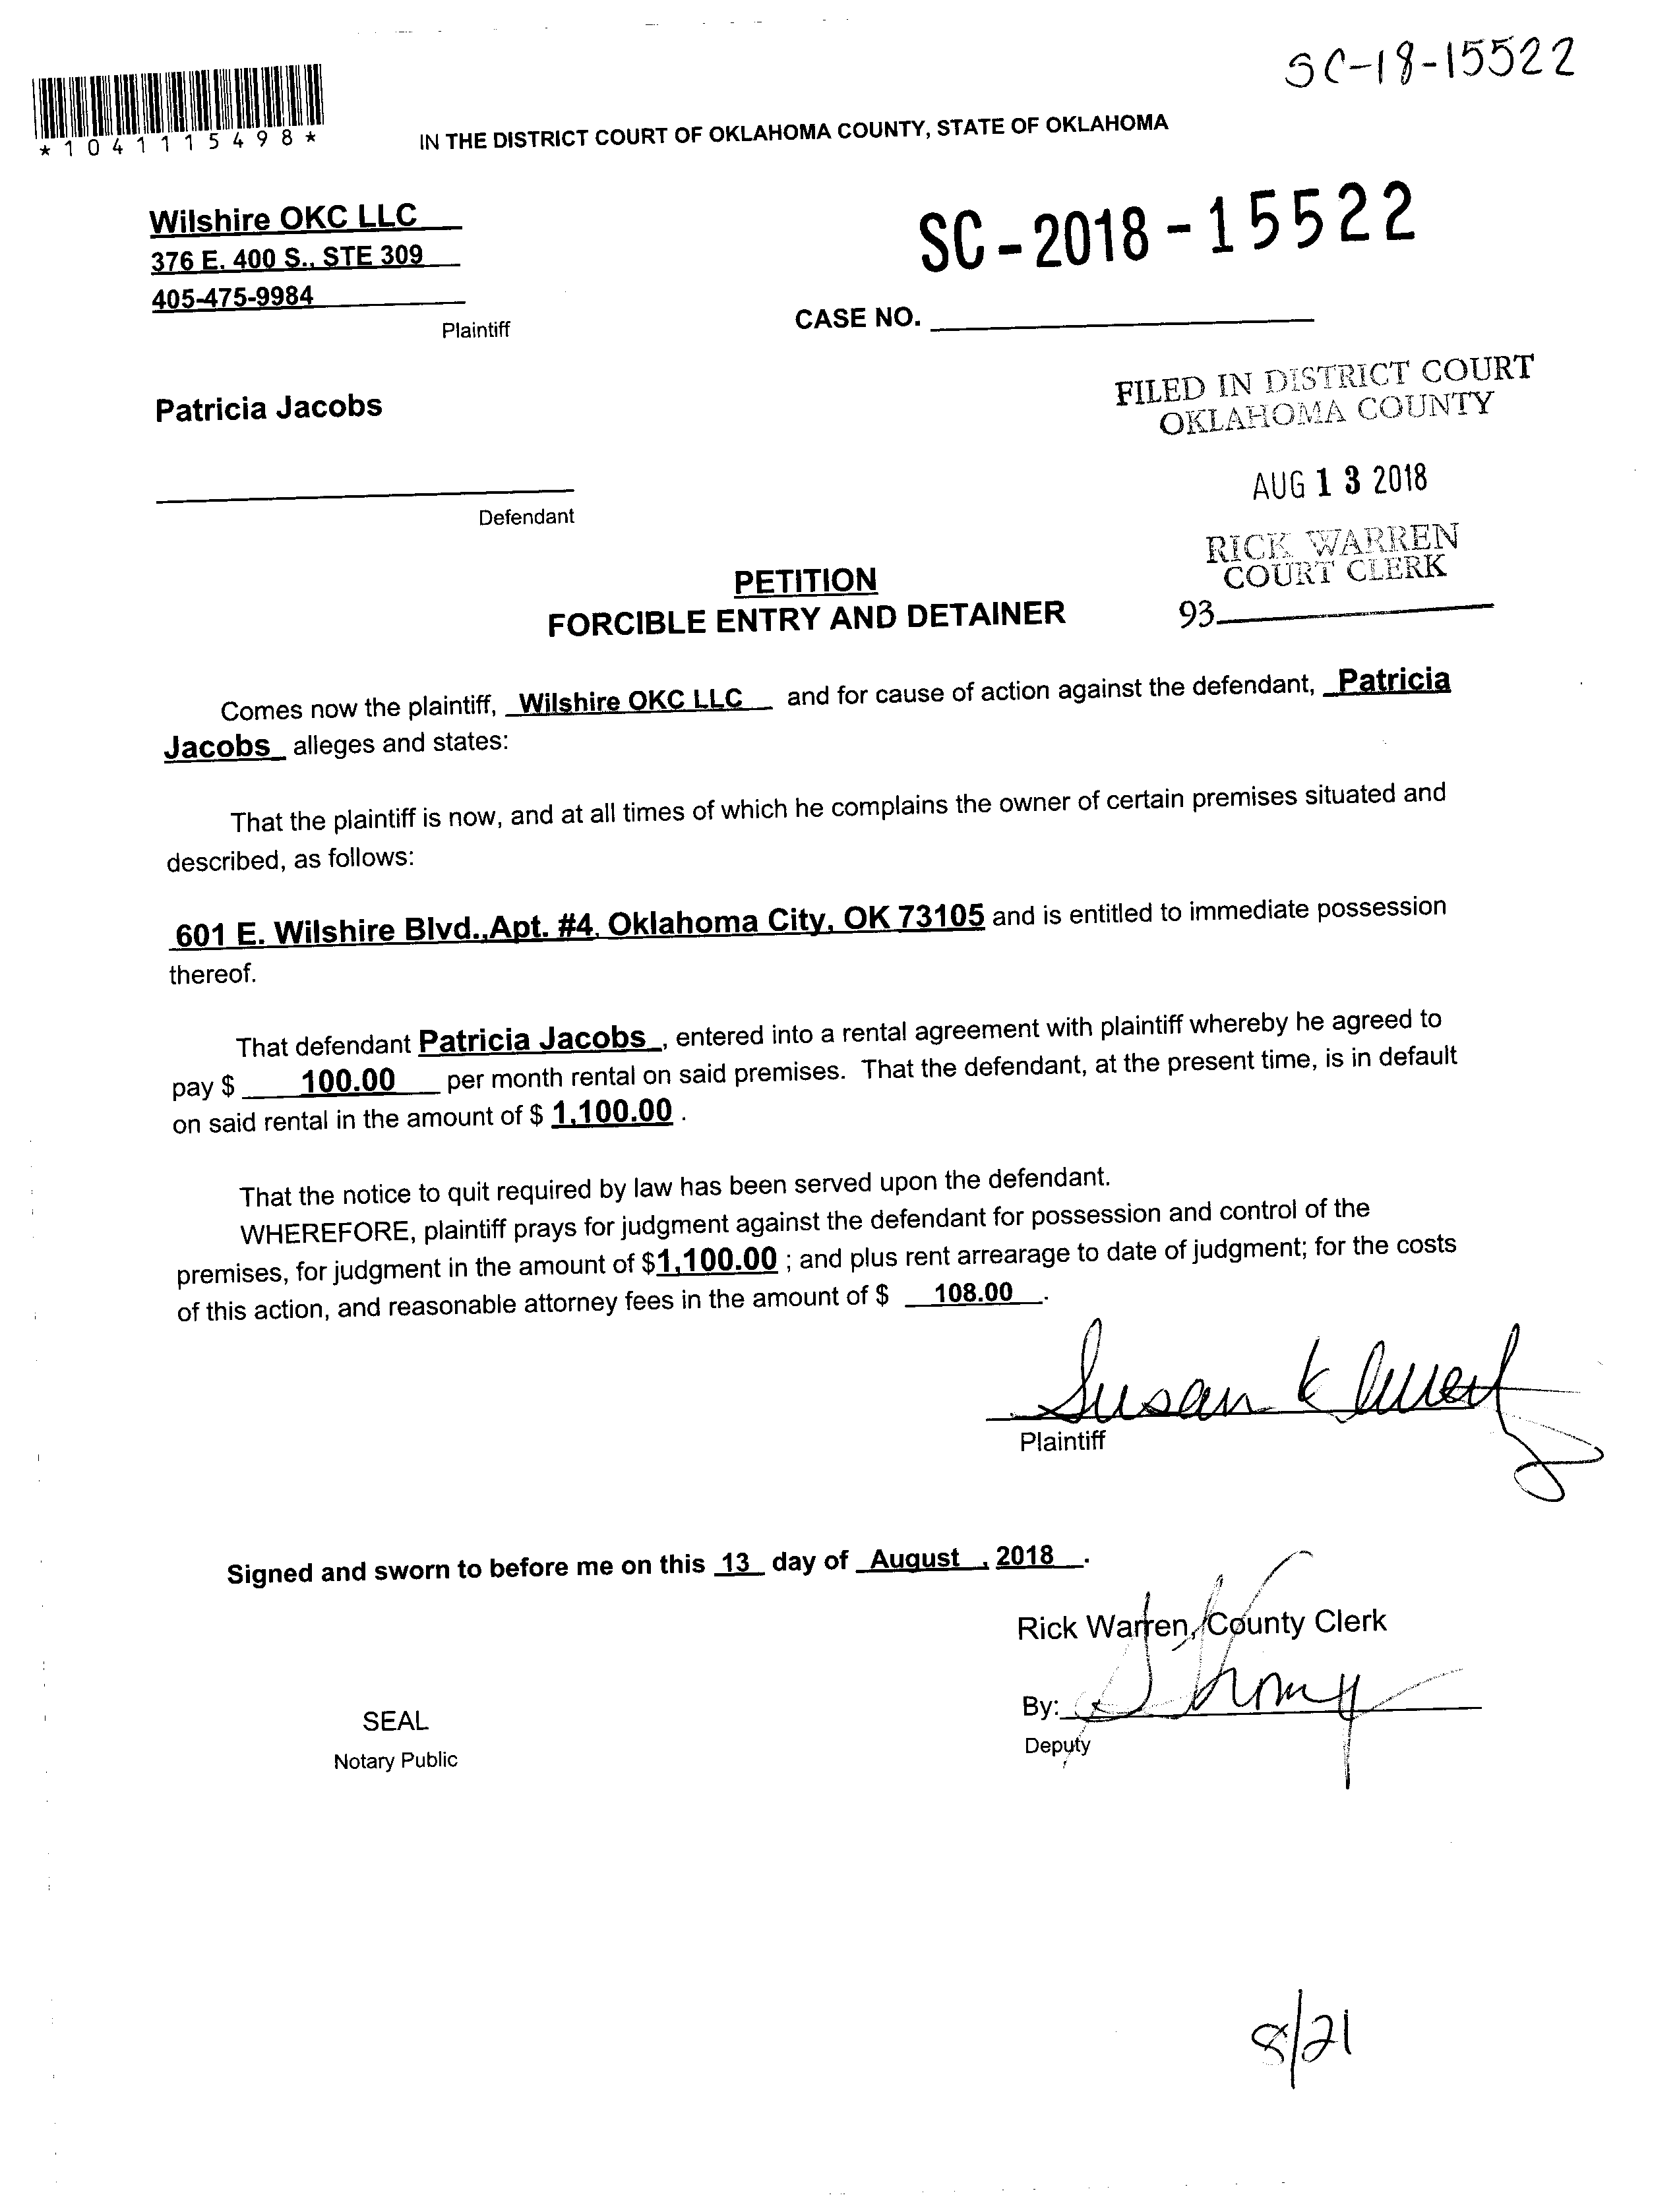 SC-18-15522
*1041115498*
IN THE DISTRICT COURT OF OKLAHOMA COUNTY, STATE OF OKLAHOMA
Wilshire OKC LLC
376 E. 400 S., STE 309
405-475-9984
Plaintiff
SC-2018-15522
CASE NO.
Patricia Jacobs
Defendant
FILED IN DISTRICT COURT
OKLAHOMA COUNTY
AUG 13 2018
RICK WARREN
COURT CLERK
93
PETITION
FORCIBLE ENTRY AND DETAINER
Comes now the plaintiff, Wilshire OKC LLC and for cause of action against the defendant, Patricia
Jacobs alleges and states:
That the plaintiff is now, and at all times of which he complains the owner of certain premises situated and
described, as follows:
601 E. Wilshire Blvd.,Apt. #4, Oklahoma City, OK 73105 and is entitled to immediate possession
thereof.
That defendant Patricia Jacobs , entered into a rental agreement with plaintiff whereby he agreed to
pay $ 100.00 per month rental on said premises. That the defendant, at the present time, is in default
on said rental in the amount of $ 1,100.00 .
That the notice to quit required by law has been served upon the defendant.
WHEREFORE, plaintiff prays for judgment against the defendant for possession and control of the
premises, for judgment in the amount of $1,100.00 ; and plus rent arrearage to date of judgment; for the costs
of this action, and reasonable attorney fees in the amount of $ 108.00 .
Susan K
Plaintiff
Signed and sworn to before me on this 13 day of August , 2018 .
Rick Warren, County Clerk
By:
Deputy
SEAL
Notary Public
8/21